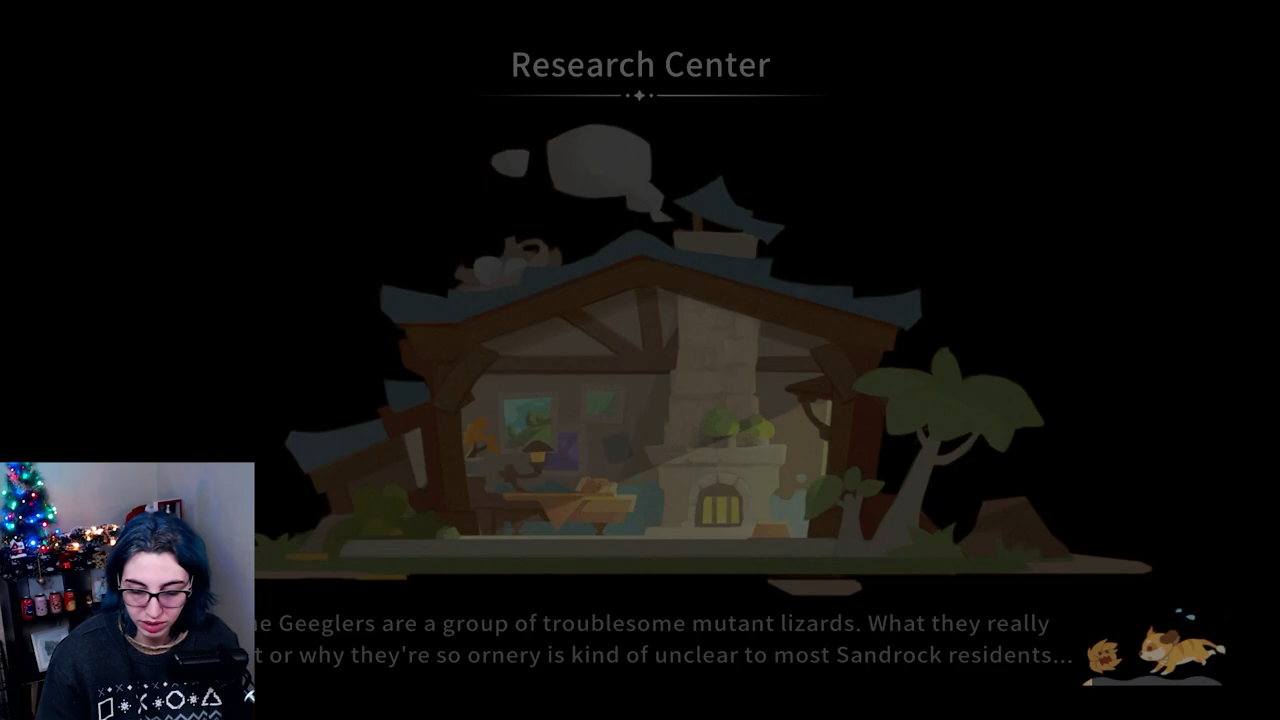 Research Center
Geeglers are a group of troublesome mutant lizards. What they really
or why they're so ornery is kind of unclear to most Sandrock residents...